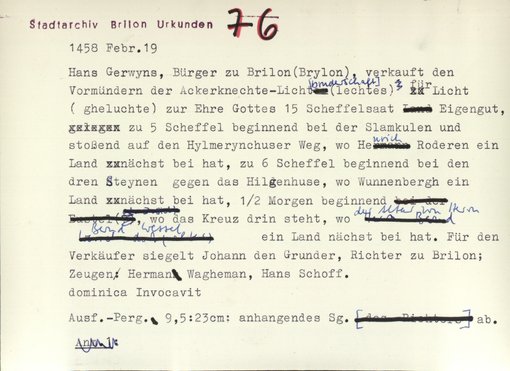 Stadtarchiv Brilon Urkunden 76
1458 Febr.19
Hans Gerwyns, Bürger zu Brilon(Brylon), verkauft den
Vormündern der Ackerknechte-Licht [bruderschaft] (lechtes) für Licht
( gheluchte) zur Ehre Gottes 15 Scheffelsaat Land Eigengut,
zu 5 Scheffel beginnend bei der Slamkulen und
stoßend auf den Hylmerynchuser Weg, wo Henrich Roderen ein
Land nächst bei hat, zu 6 Scheffel beginnend bei den
dren Steynen gegen das Hilgenhuse, wo Wunnenbergh ein
Land nächst bei hat, 1/2 Morgen beginnend
, wo das Kreuz drin steht, wo
ein Land nächst bei hat. Für den
Verkäufer siegelt Johann den Grunder, Richter zu Brilon;
Zeugen: Herman Wagheman, Hans Schoff.
dominica Invocavit
Ausf.-Perg. 9,5:23cm: anhangendes Sg. [des Richters] ab.